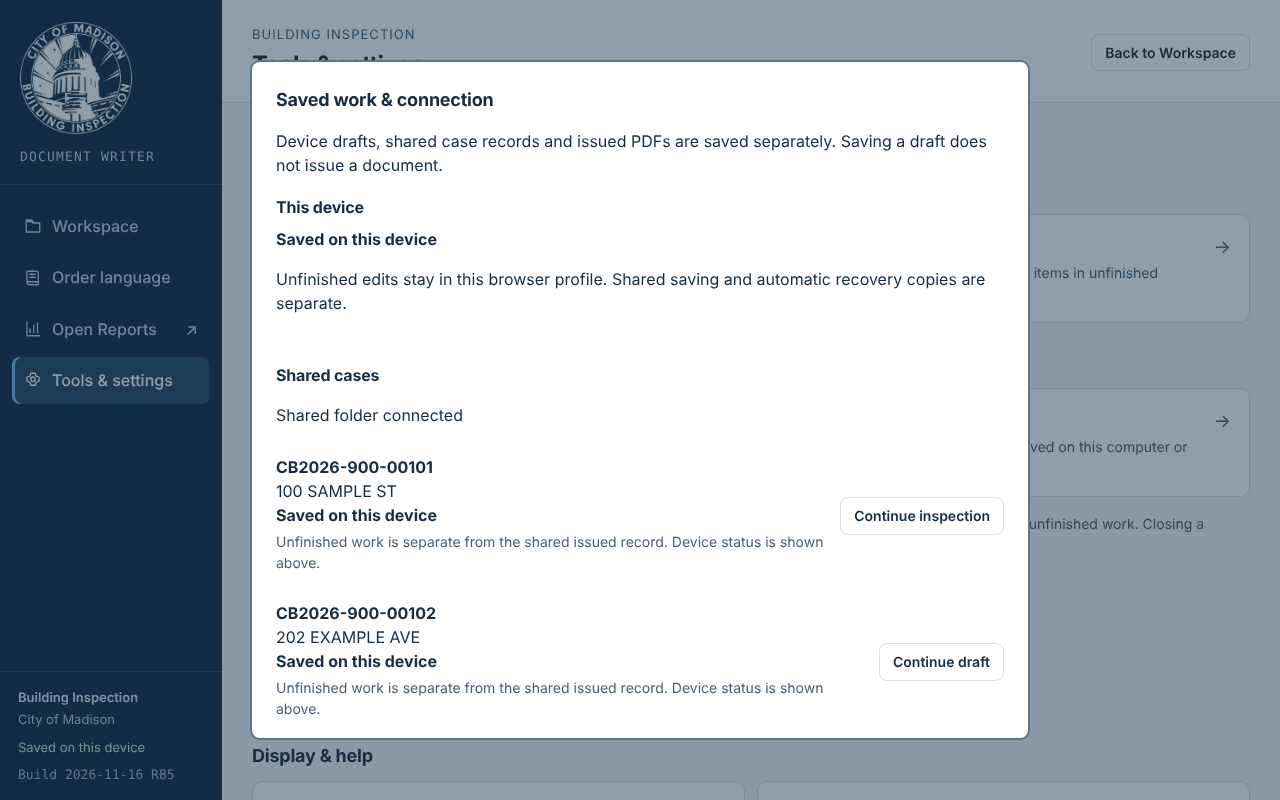 CITY OF MADISON
BUILDING INSPECTION
DOCUMENT WRITER
Workspace
Order language
Open Reports
Tools & settings
Building Inspection
City of Madison
Saved on this device
Build 2026-11-16 R85
BUILDING INSPECTION
Tools & settings
Back to Workspace
Saved work & connection
Device drafts, shared case records and issued PDFs are saved separately. Saving a draft does
not issue a document.
This device
Saved on this device
Unfinished edits stay in this browser profile. Shared saving and automatic recovery copies are
separate.
Shared cases
Shared folder connected
CB2026-900-00101
100 SAMPLE ST
Saved on this device
Unfinished work is separate from the shared issued record. Device status is shown
above.
Continue inspection
CB2026-900-00102
202 EXAMPLE AVE
Saved on this device
Unfinished work is separate from the shared issued record. Device status is shown
above.
Continue draft
items in unfinished
ved on this computer or
unfinished work. Closing a
Display & help